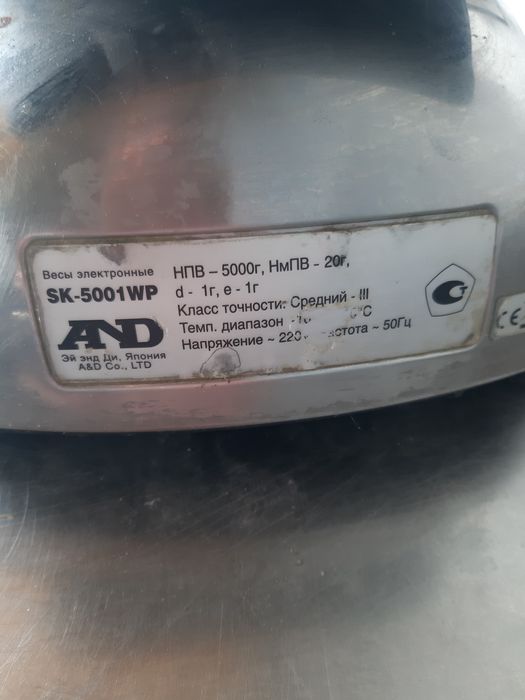 Весы электронные
SK-5001WP
AND
Эй энд Ди, Япония
A&D Co., LTD
НПВ – 5000г, НмПВ - 20г,
d - 1г, e - 1г
Класс точности: Средний - III
Темп. диапазон °C
Напряжение ~ 50Гц
CE